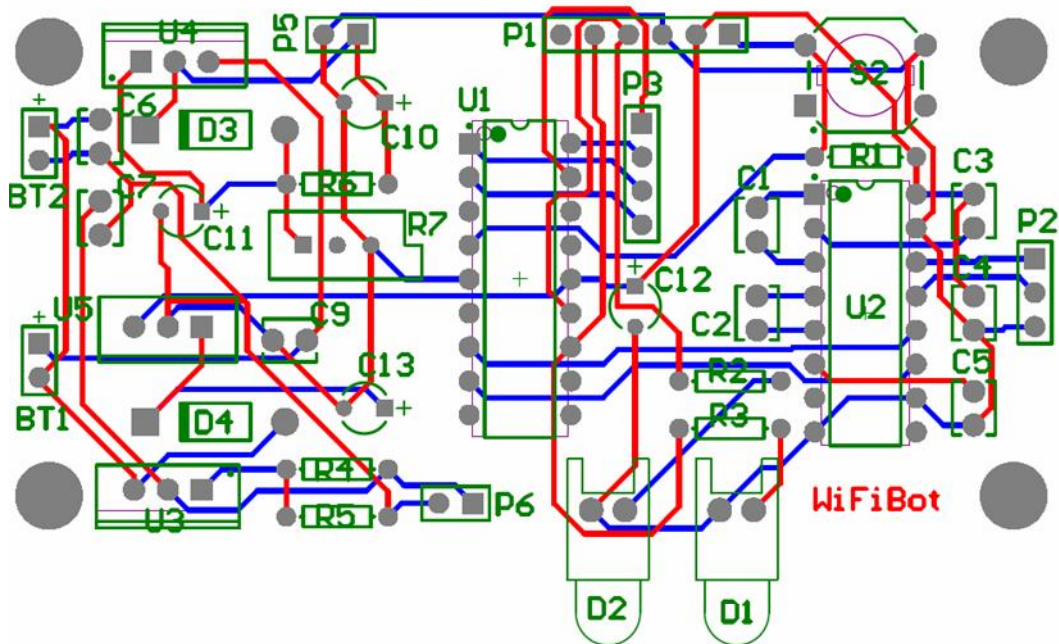 U4
P5
P1
S2
P3
U1
+
C6
D3
+
C10
R1
BT2
C7
R6
C1
C3
+
C11
R7
P2
+
C12
C4
U5
C9
C2
U2
+
C13
C5
BT1
R2
D4
R3
R4
U3
R5
P6
WiFiBot
D2
D1